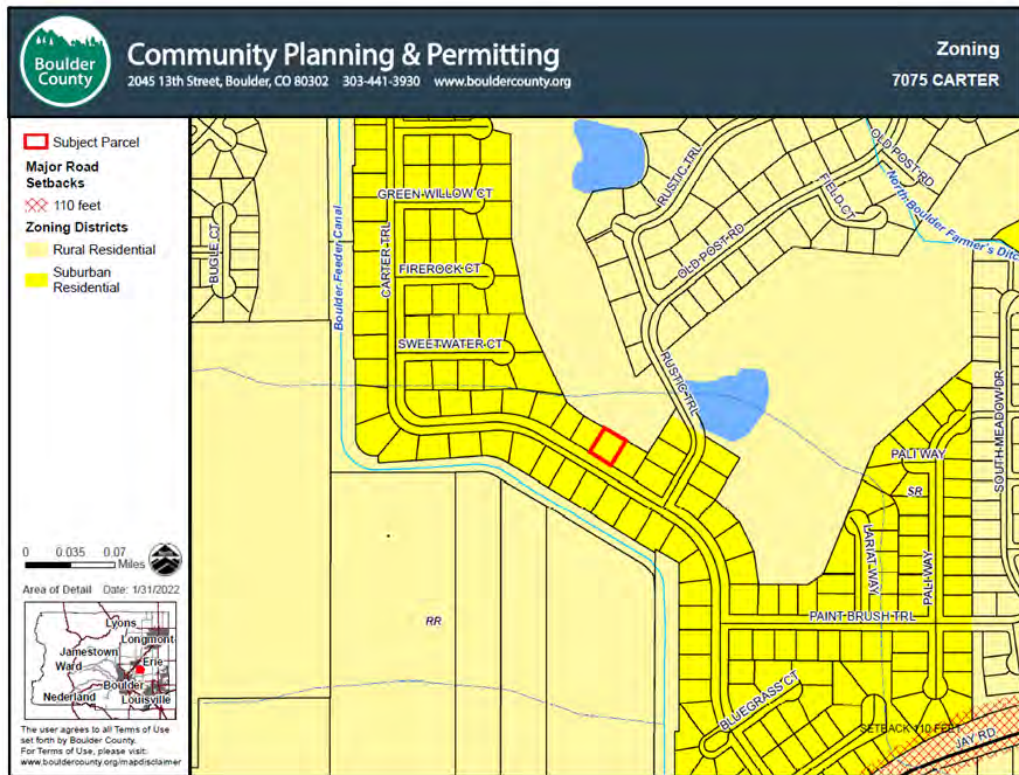 Boulder
County
Community Planning & Permitting
2045 13th Street, Boulder, CO 80302 303-441-3930 www.bouldercounty.org
Zoning
7075 CARTER
Subject Parcel
Major Road
Setbacks
110 feet
Zoning Districts
Rural Residential
Suburban
Residential
0 0.035 0.07
Miles
Area of Detail Date: 1/31/2022
Lyons
Longmont
Jamestown
Ward
Erie
Boulder
Nederland
Louisville
The user agrees to all Terms of Use
set forth by Boulder County.
For Terms of Use, please visit:
www.bouldercounty.org/mapdisclaimer
BUGLE CT
Boulder Feeder Canal
CARTER TRL
GREEN WILLOW CT
FIREROCK CT
SWEETWATER CT
RUSTIC TRL
OLD POST RD
FIELD CT
OLD POST RD
North Boulder Farmer's Ditch
RUSTIC TRL
SOUTH MEADOW DR
PALI WAY
SR
LARIAT WAY
PALI WAY
PAINT BRUSH TRL
RR
BLUEGRASS CT
SETBACK 110 FEET
JAY RD